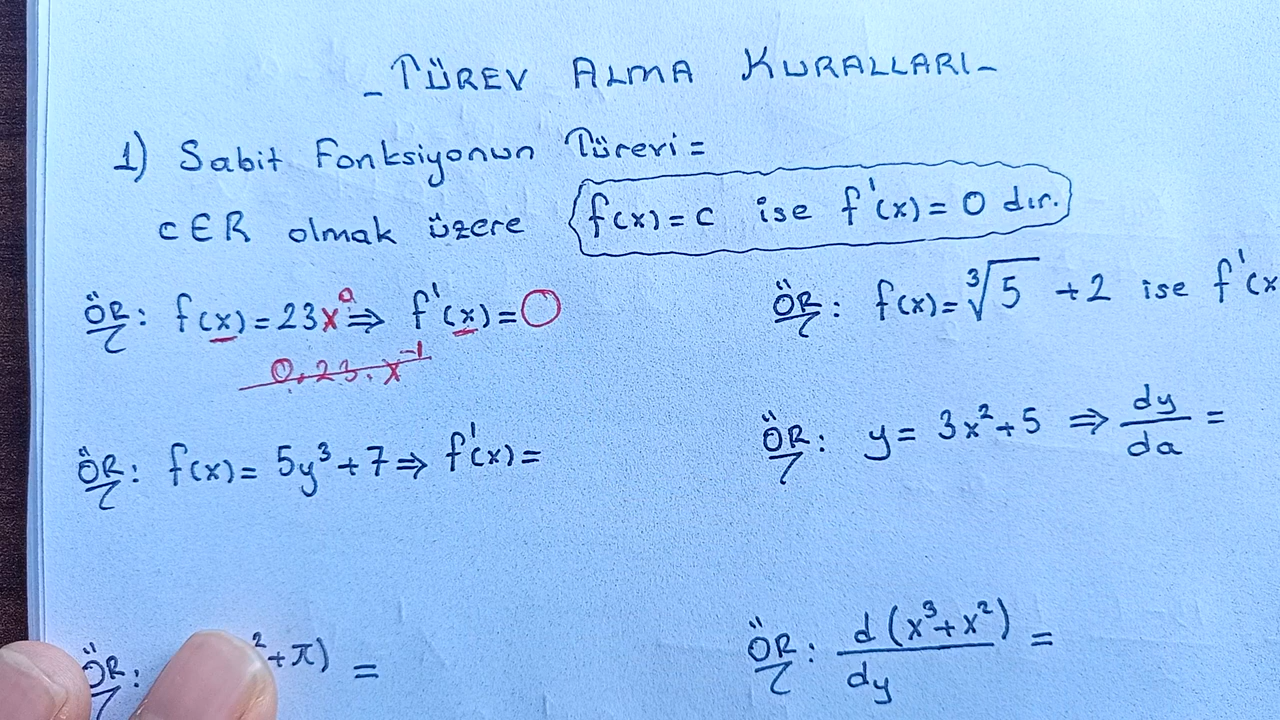 - TÜREV ALMA KURALLARI -
1) Sabit Fonksiyonun Türevi =
c∈R olmak üzere f(x) = c ise f'(x) = 0 dır.
ÖR: f(x) = 23x⁰ ⇒ f'(x) = 0
0.23.x⁻¹
ÖR: f(x) = ∛5 + 2 ise f'(x
ÖR: f(x) = 5y³ + 7 ⇒ f'(x) =
ÖR: y = 3x² + 5 ⇒ dy/da =
ÖR: ² + π) =
ÖR: d(x³ + x²)/dy =